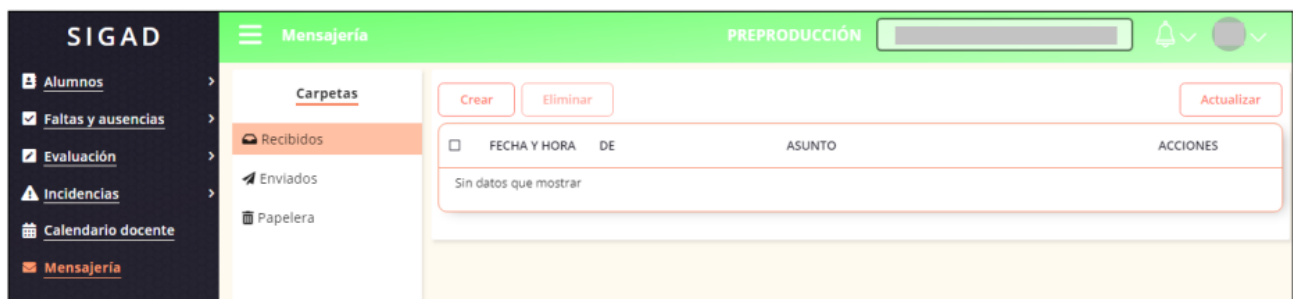 SIGAD
Mensajería
PREPRODUCCIÓN
Alumnos
Faltas y ausencias
Evaluación
Incidencias
Calendario docente
Mensajería
Carpetas
Recibidos
Enviados
Papelera
Crear Eliminar Actualizar
FECHA Y HORA DE ASUNTO ACCIONES
Sin datos que mostrar